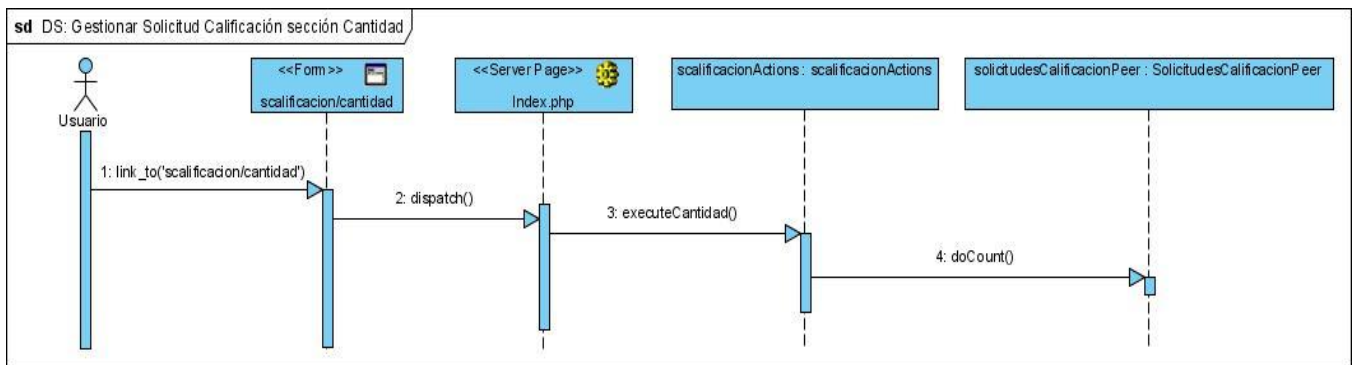 sd DS: Gestionar Solicitud Calificación sección Cantidad
Usuario
<<Form>>
scalificacion/cantidad
<<Server Page>>
Index.php
scalificacionActions : scalificacionActions
solicitudesCalificacionPeer : SolicitudesCalificacionPeer
1: link_to('scalificacion/cantidad')
2: dispatch()
3: executeCantidad()
4: doCount()